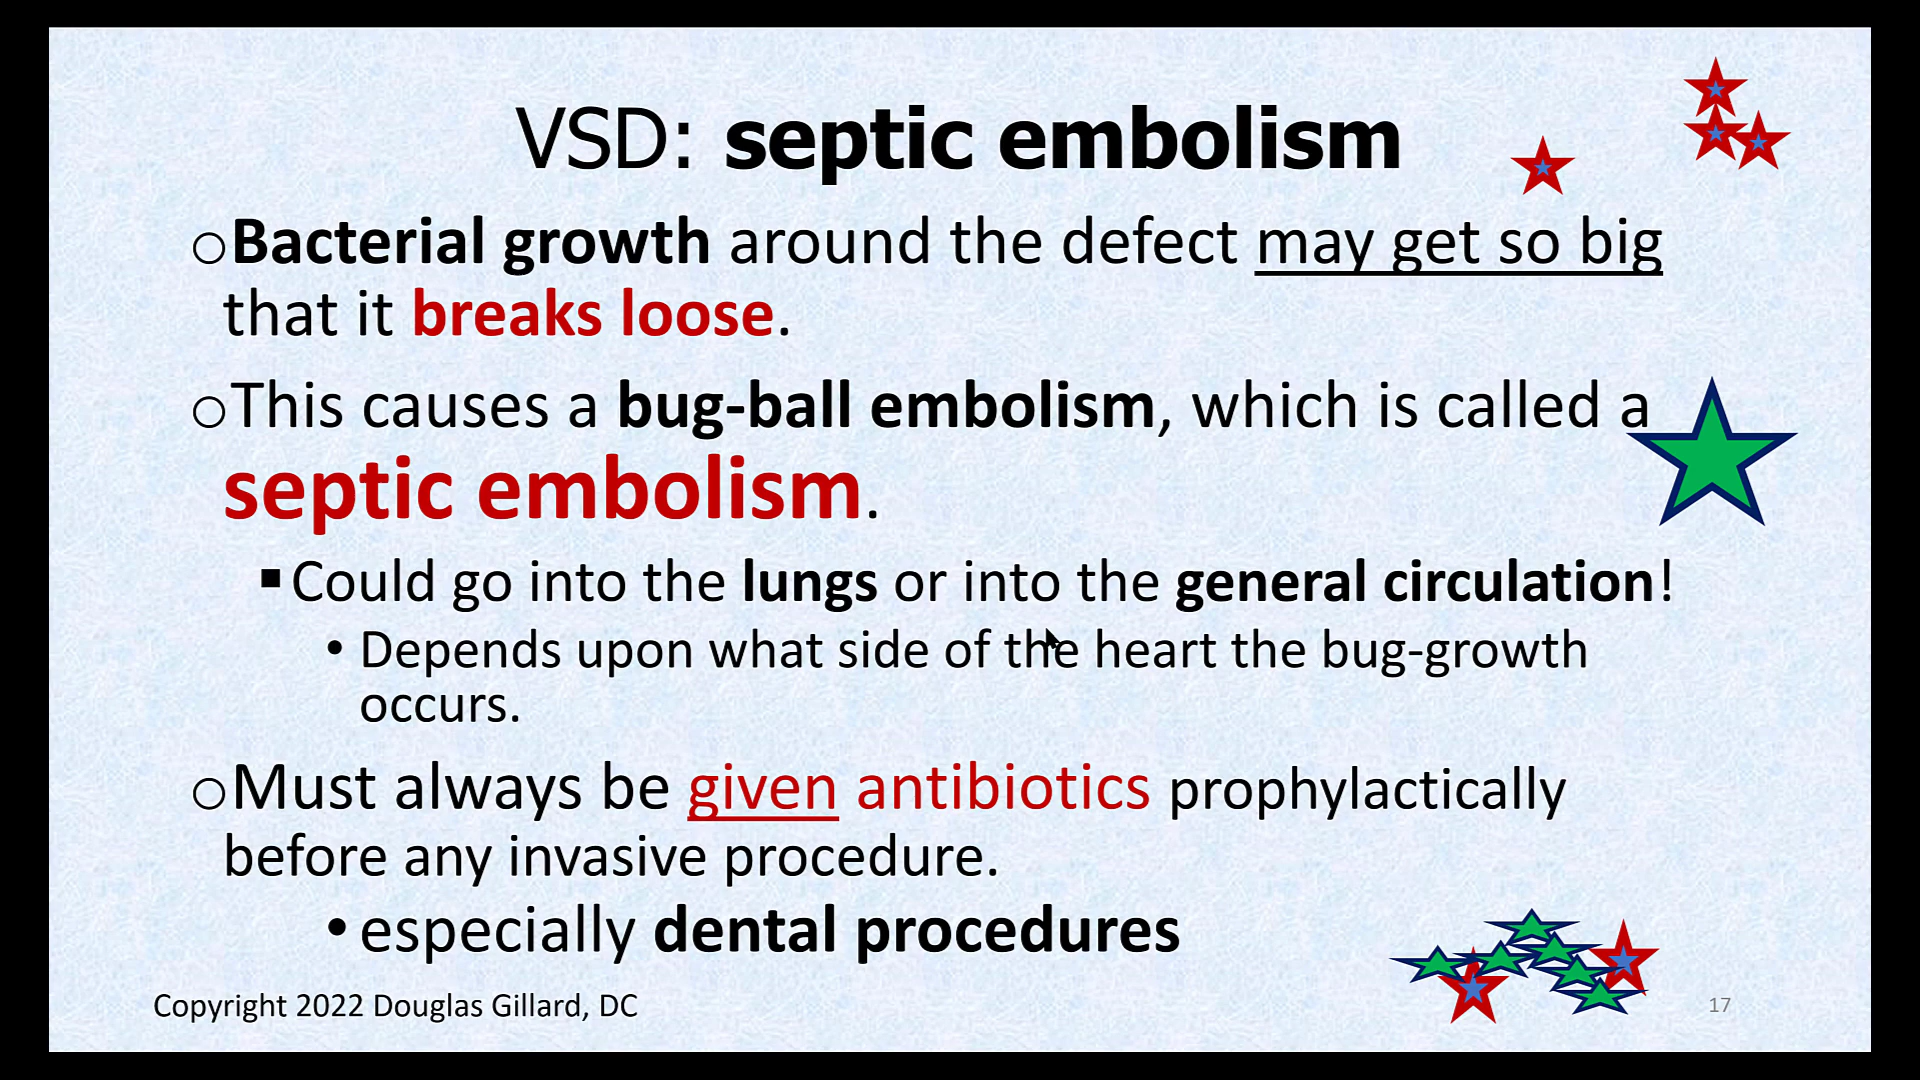 VSD: septic embolism
oBacterial growth around the defect may get so big
that it breaks loose.
oThis causes a bug-ball embolism, which is called a
septic embolism.
▪Could go into the lungs or into the general circulation!
•Depends upon what side of the heart the bug-growth
occurs.
oMust always be given antibiotics prophylactically
before any invasive procedure.
•especially dental procedures
Copyright 2022 Douglas Gillard, DC
17